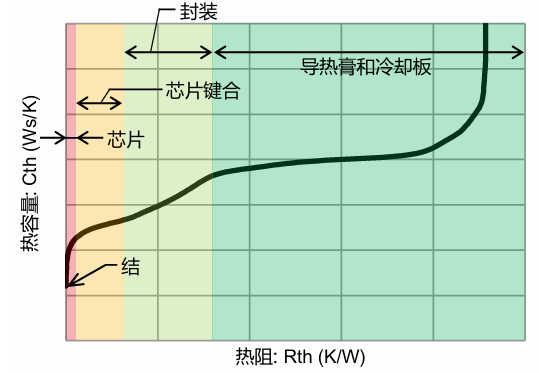 封装
导热膏和冷却板
芯片键合
芯片
结
热容量: Cth (Ws/K)
热阻: Rth (K/W)